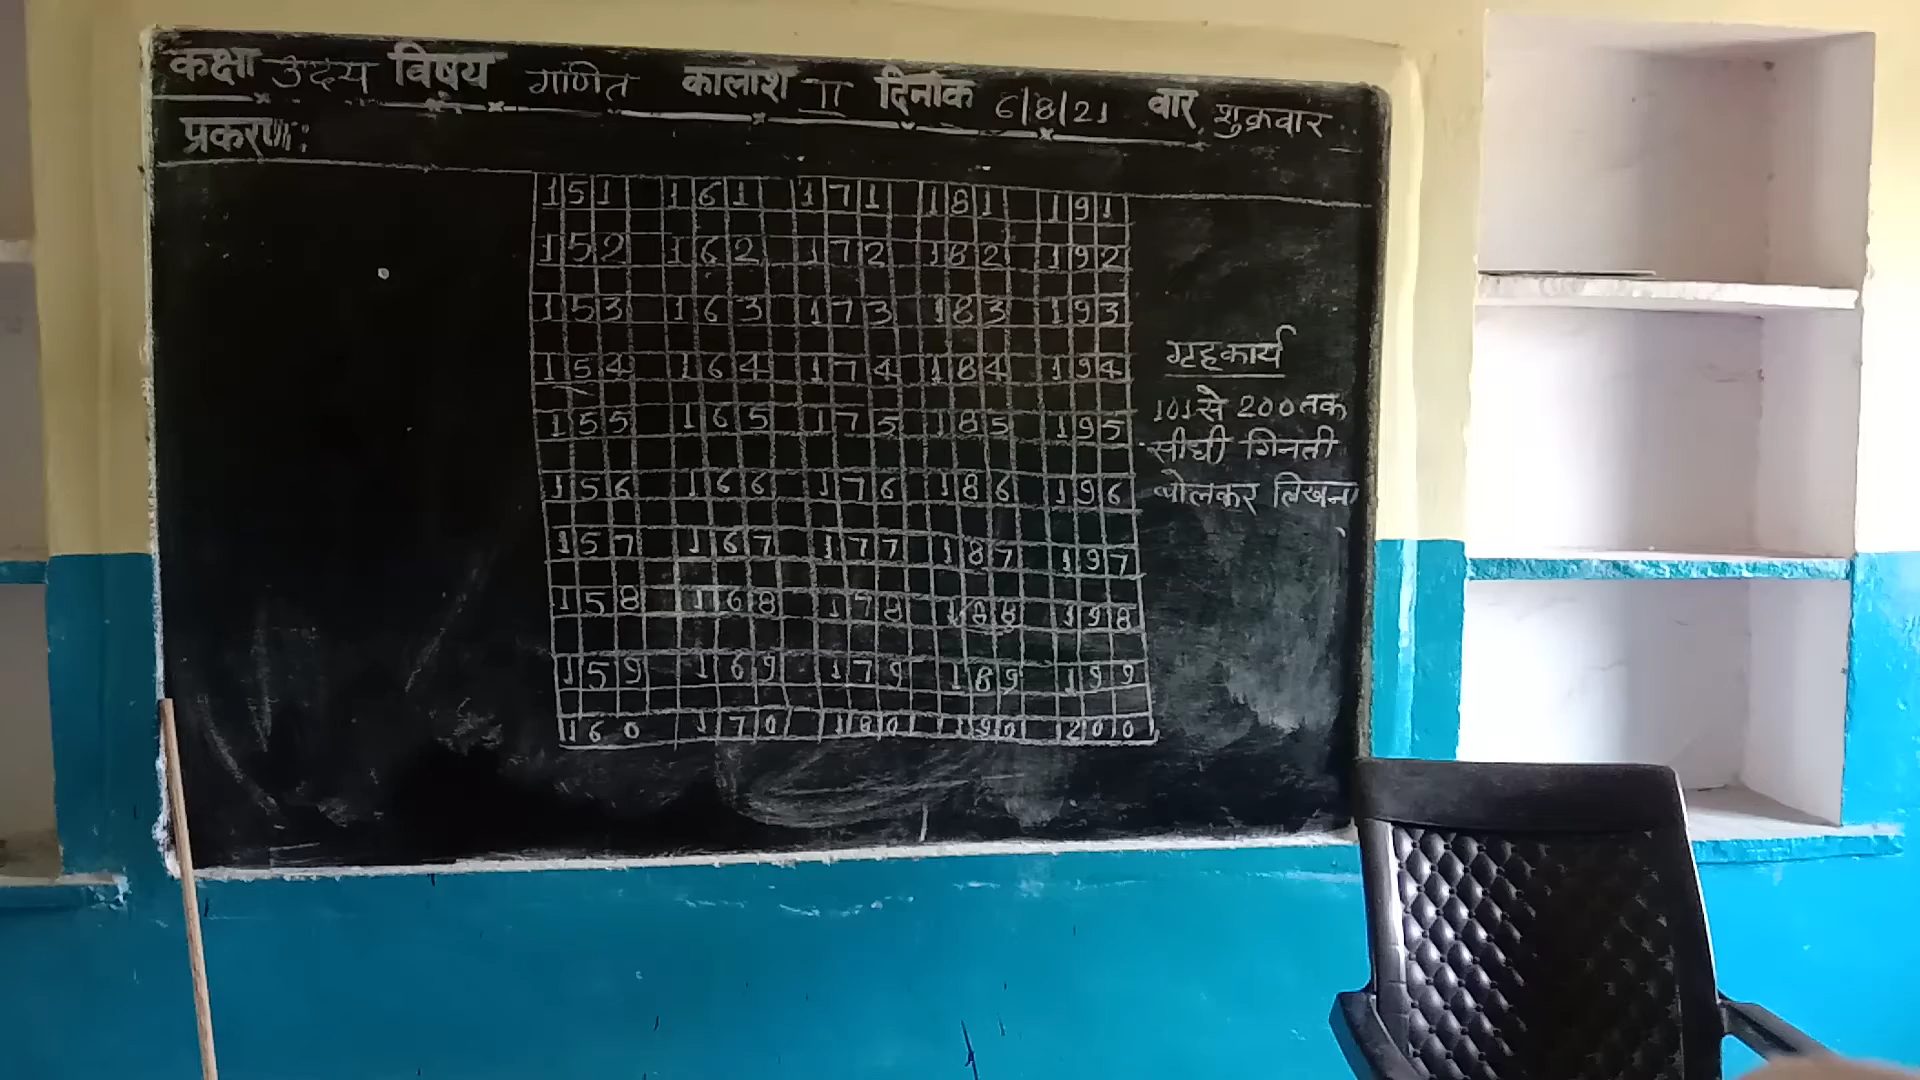 कक्षा उदय विषय गणित कालांश II दिनांक 6/8/21 वार शुक्रवार
प्रकरण:
151 161 171 181 191
152 162 172 182 192
153 163 173 183 193
154 164 174 184 194
155 165 175 185 195
156 166 176 186 196
157 167 177 187 197
158 168 178 188 198
159 169 179 189 199
160 170 180 190 200
गृहकार्य
101 से 200 तक
सीधी गिनती
बोलकर लिखना